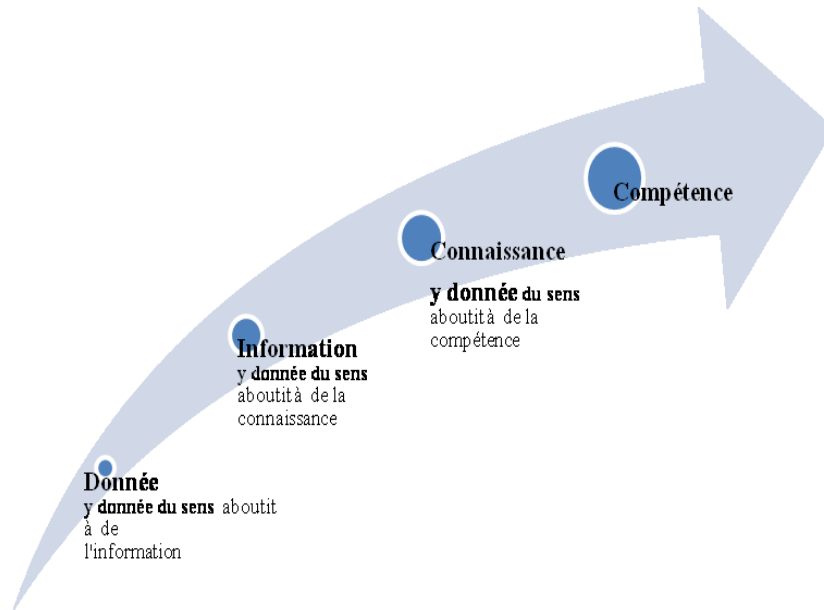 Compétence
Connaissance
y donnée du sens
aboutit à de la
compétence
Information
y donnée du sens
aboutit à de la
connaissance
Donnée
y donnée du sens aboutit
à de
l'information